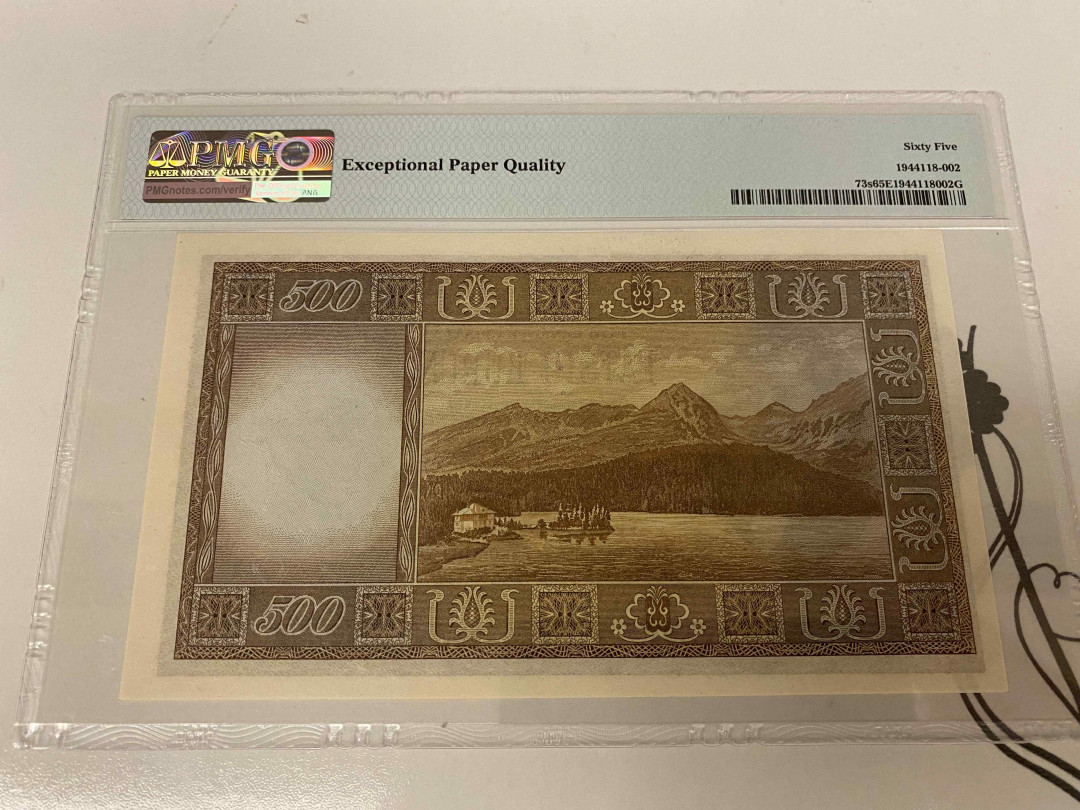 PMG
PAPER MONEY GUARANTY
PMGnotes.com/verify
Exceptional Paper Quality
Sixty Five
1944118-002
73s65E1944118002G
500
500